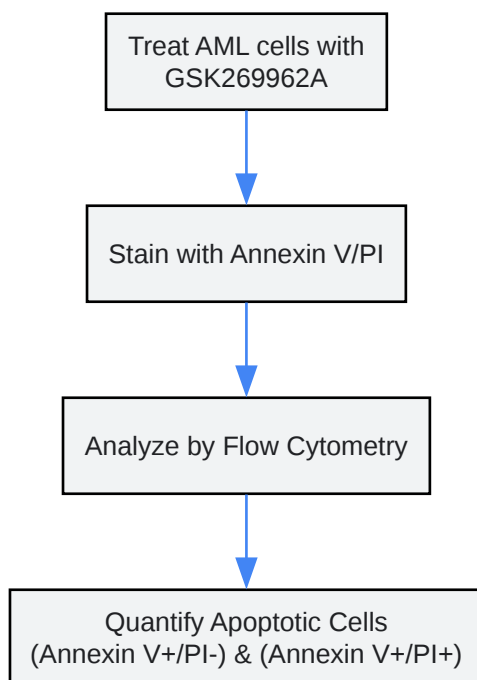 Treat AML cells with
GSK269962A
Stain with Annexin V/PI
Analyze by Flow Cytometry
Quantify Apoptotic Cells
(Annexin V+/PI-) & (Annexin V+/PI+)